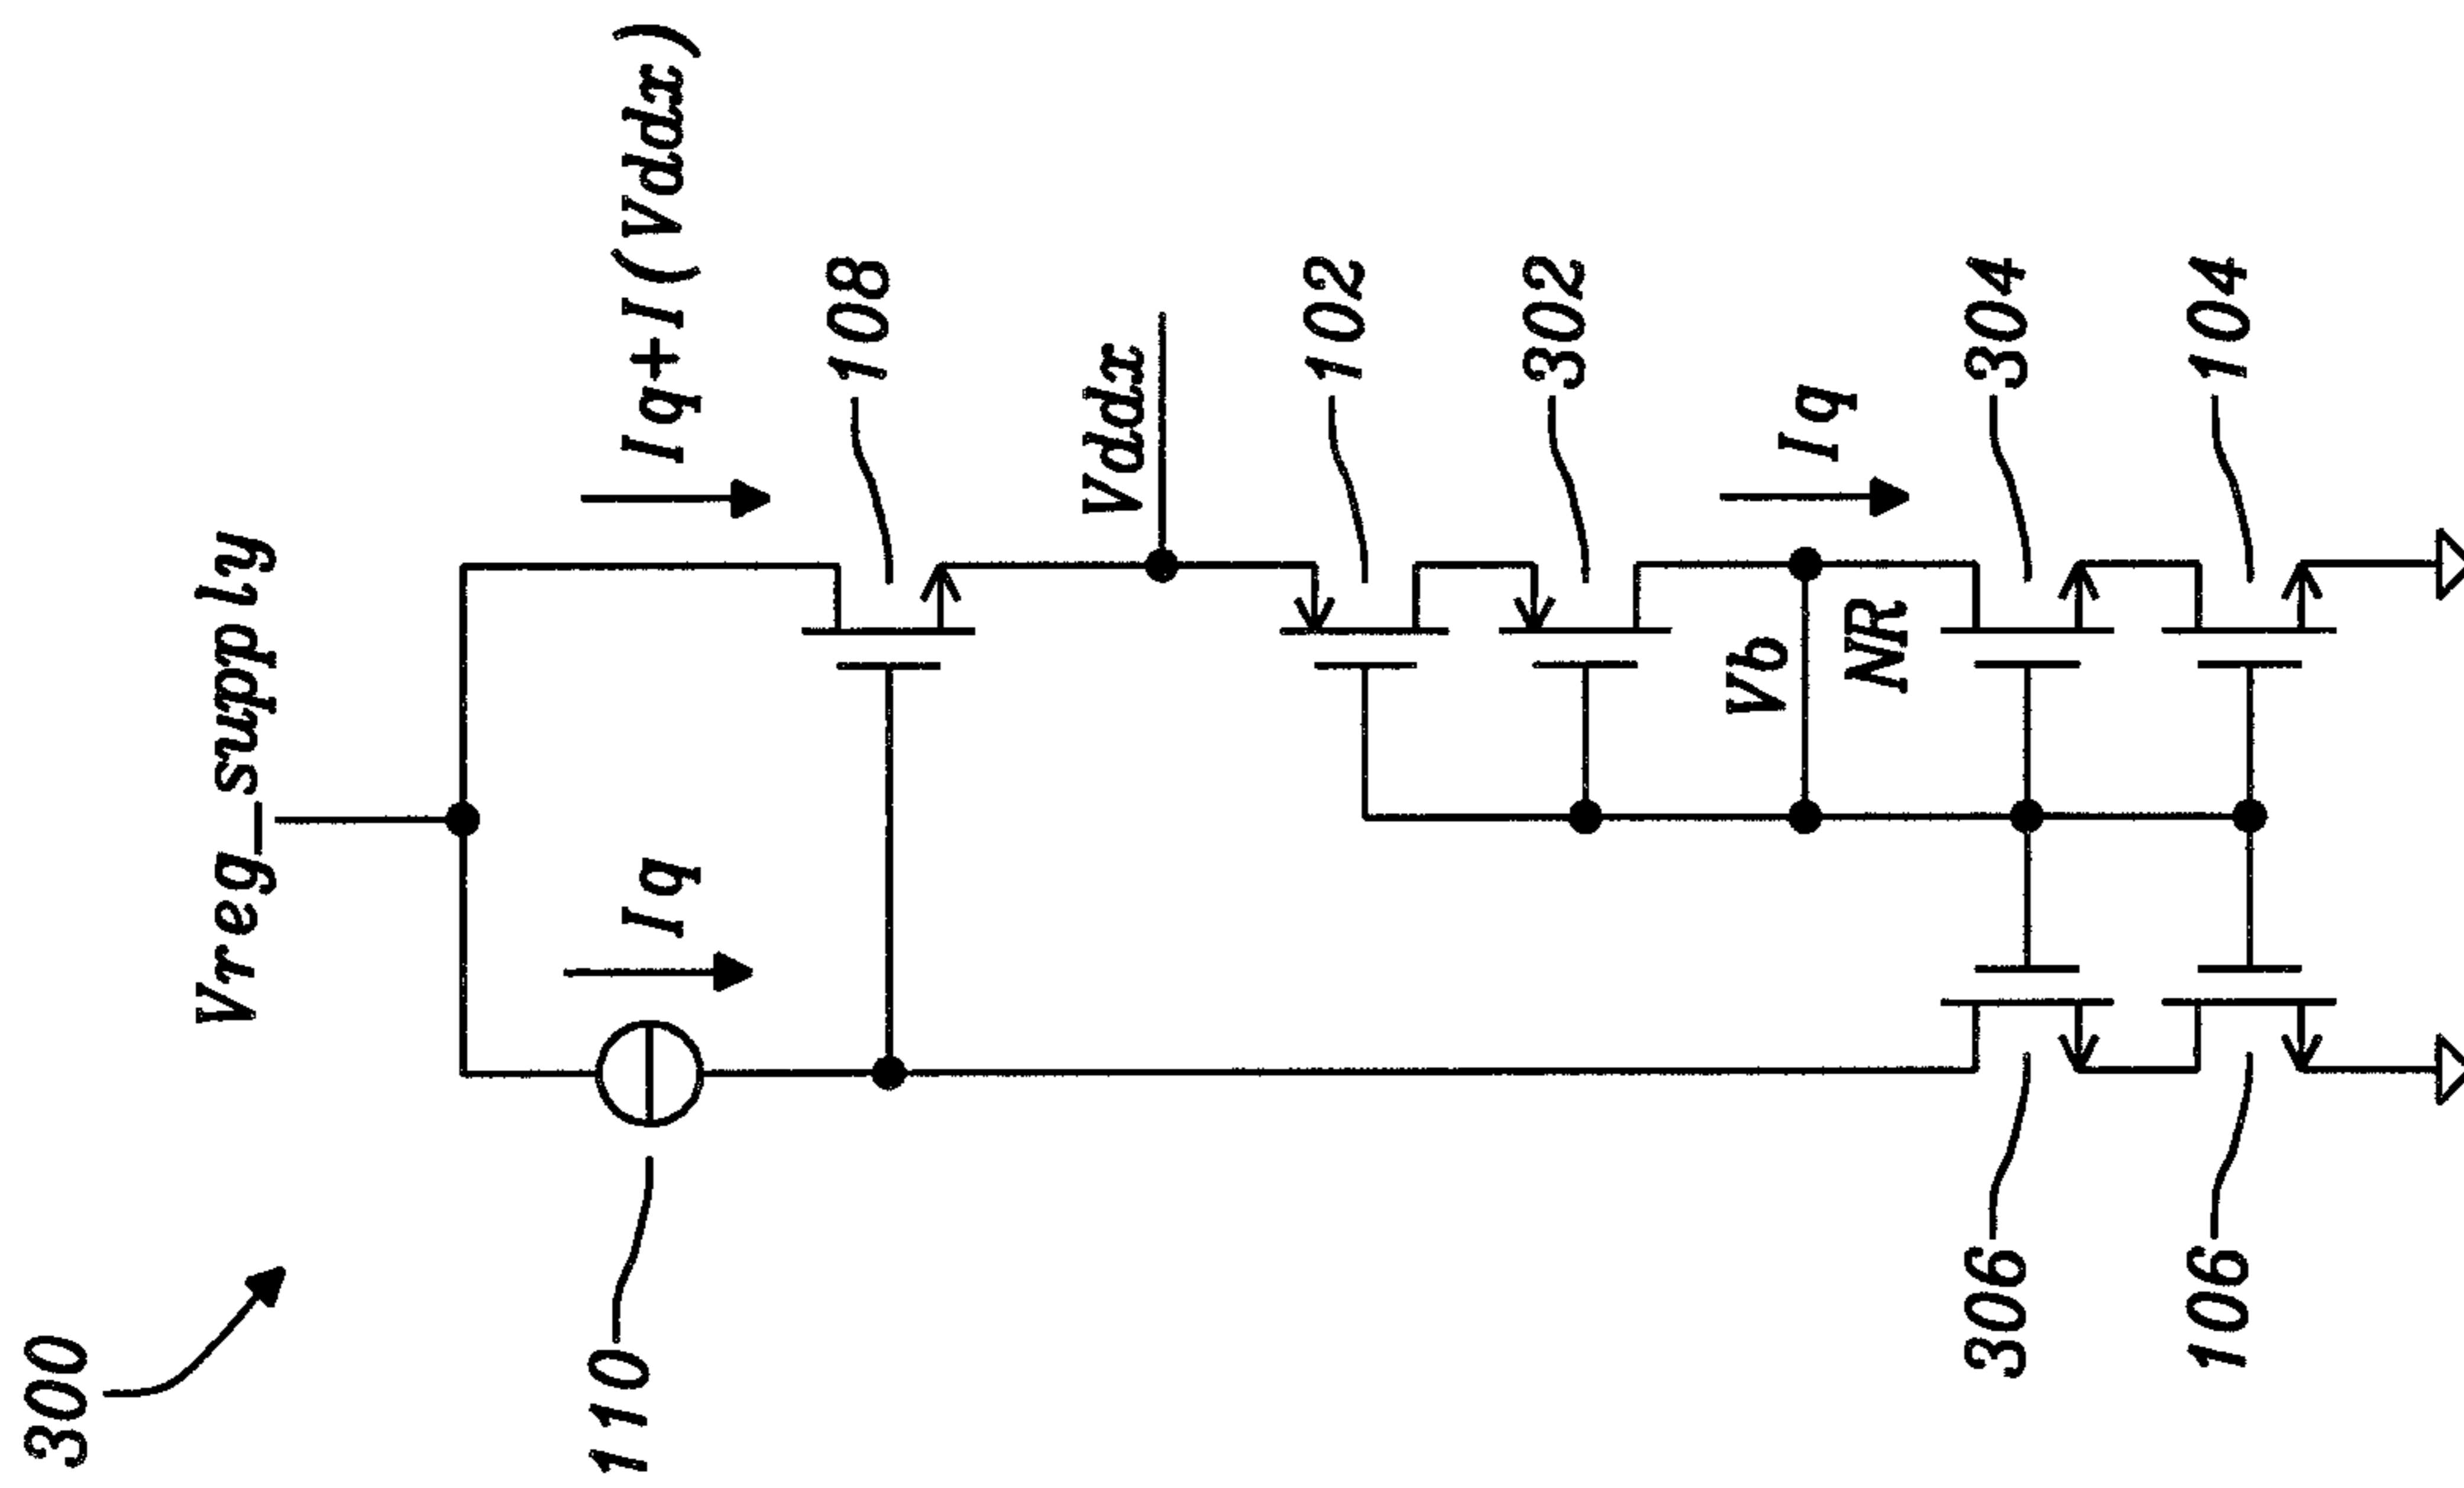 300
Vreg_supply
Iq
Iq+I(Vddx)
110
108
Vddx
102
302
Vb
Iq
NR
306
304
106
104